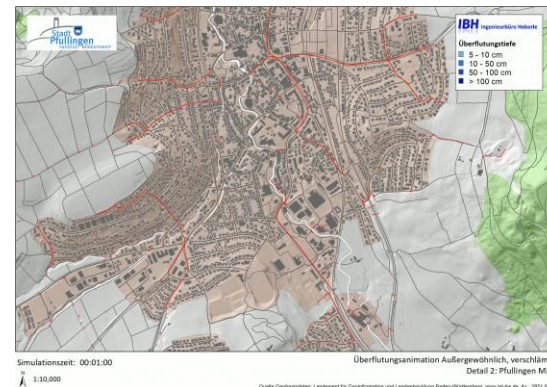 Stadt
Pfullingen
IBH Ingenieurbüro Heberle
Überflutungstiefe
5 - 10 cm
10 - 50 cm
50 - 100 cm
> 100 cm
Simulationszeit: 00:01:00
Überflutungsanimation Außergewöhnlich, verschläm
Detail 2: Pfullingen Mi
N
1:10,000